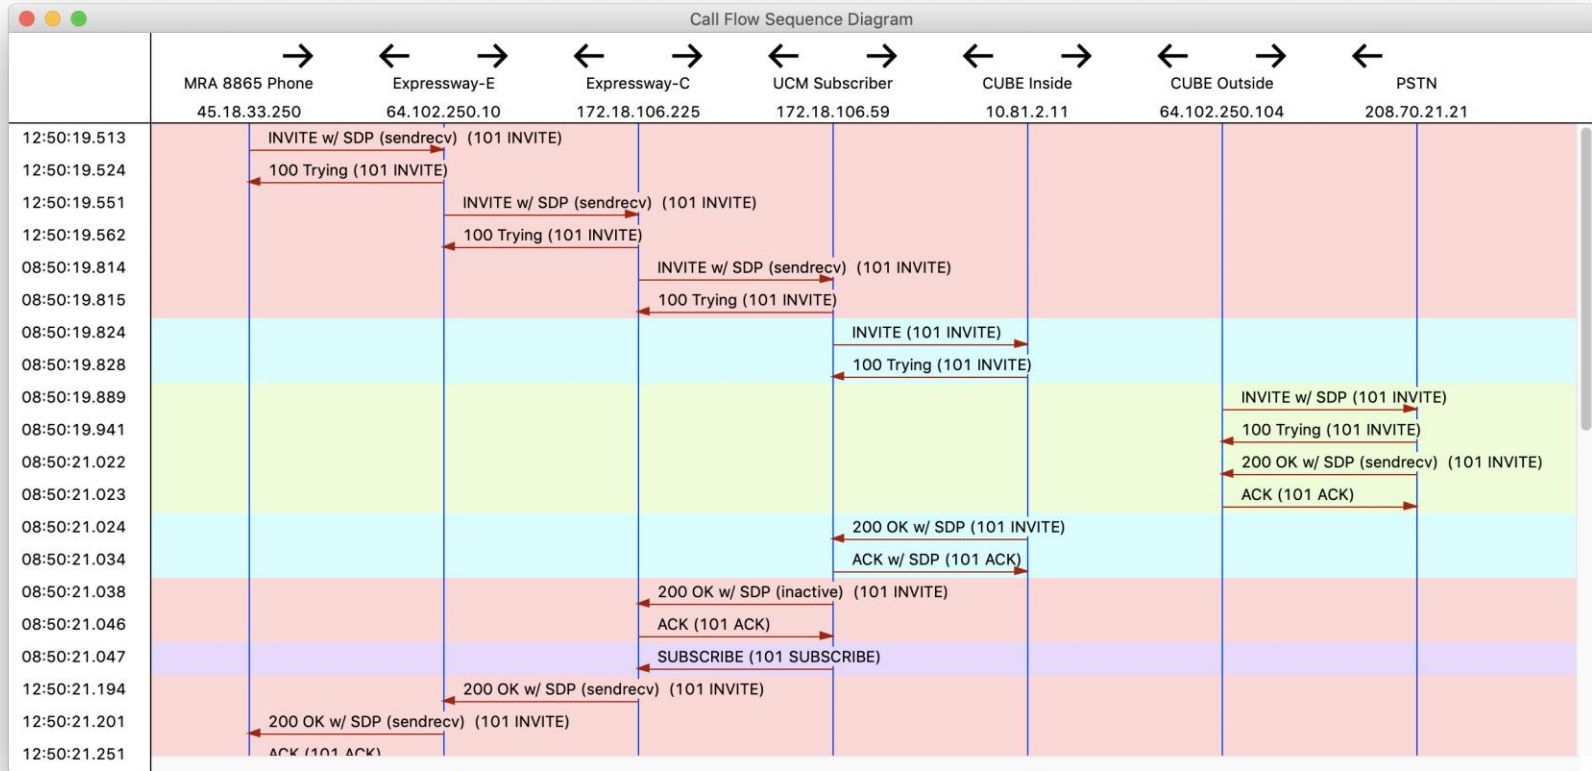 Call Flow Sequence Diagram
MRA 8865 Phone Expressway-E Expressway-C UCM Subscriber CUBE Inside CUBE Outside PSTN
45.18.33.250 64.102.250.10 172.18.106.225 172.18.106.59 10.81.2.11 64.102.250.104 208.70.21.21
12:50:19.513 INVITE w/ SDP (sendrecv) (101 INVITE)
12:50:19.524 100 Trying (101 INVITE)
12:50:19.551 INVITE w/ SDP (sendrecv) (101 INVITE)
12:50:19.562 100 Trying (101 INVITE)
08:50:19.814 INVITE w/ SDP (sendrecv) (101 INVITE)
08:50:19.815 100 Trying (101 INVITE)
08:50:19.824 INVITE (101 INVITE)
08:50:19.828 100 Trying (101 INVITE)
08:50:19.889 INVITE w/ SDP (101 INVITE)
08:50:19.941 100 Trying (101 INVITE)
08:50:21.022 200 OK w/ SDP (sendrecv) (101 INVITE)
08:50:21.023 ACK (101 ACK)
08:50:21.024 200 OK w/ SDP (101 INVITE)
08:50:21.034 ACK w/ SDP (101 ACK)
08:50:21.038 200 OK w/ SDP (inactive) (101 INVITE)
08:50:21.046 ACK (101 ACK)
08:50:21.047 SUBSCRIBE (101 SUBSCRIBE)
12:50:21.194 200 OK w/ SDP (sendrecv) (101 INVITE)
12:50:21.201 200 OK w/ SDP (sendrecv) (101 INVITE)
12:50:21.251 ACK (101 ACK)